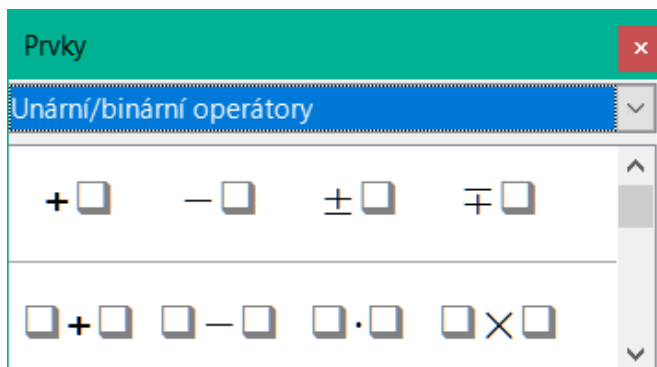 Prvky
Unární/binární operátory
+□ −□ ±□ ∓□
□+□ □−□ □·□ □×□